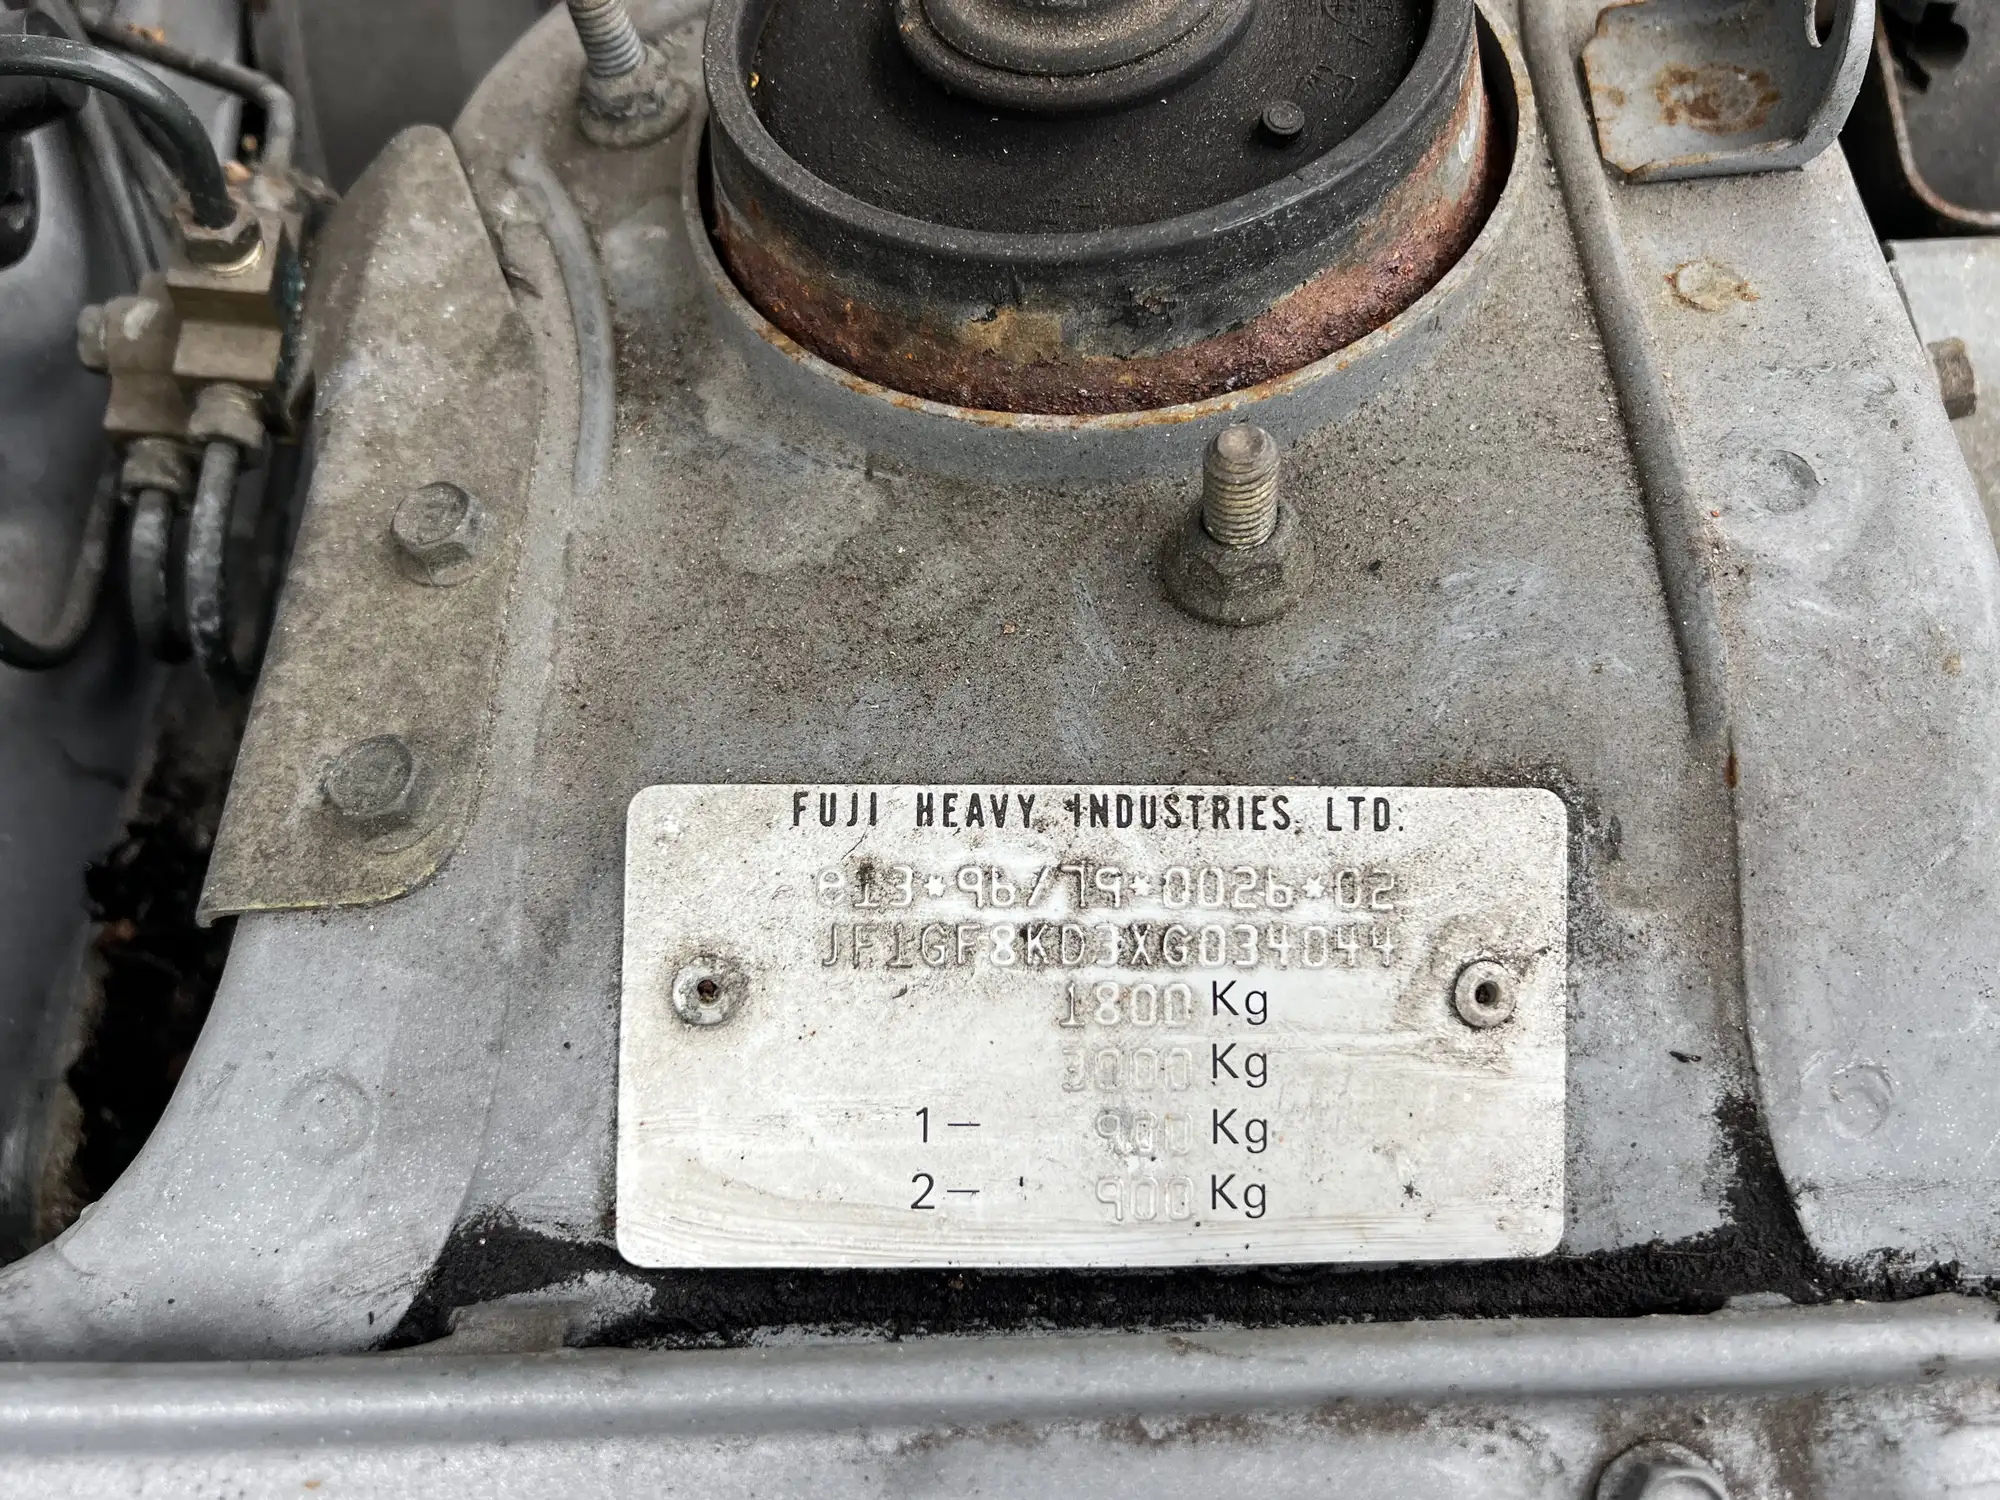 FUJI HEAVY INDUSTRIES LTD.
e13*96/79*0026*02
JF1GF8KD3XG034044
1800 Kg
3000 Kg
1- 900 Kg
2- 900 Kg